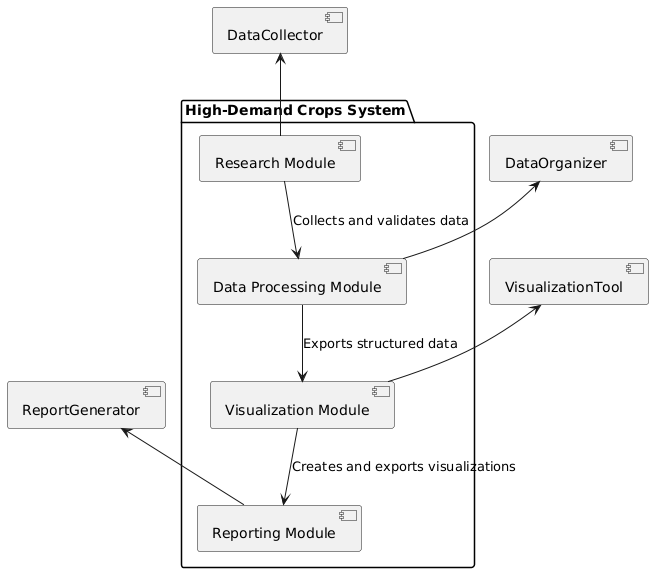 DataCollector
High-Demand Crops System
Research Module
DataOrganizer
Collects and validates data
Data Processing Module
VisualizationTool
Exports structured data
ReportGenerator
Visualization Module
Creates and exports visualizations
Reporting Module